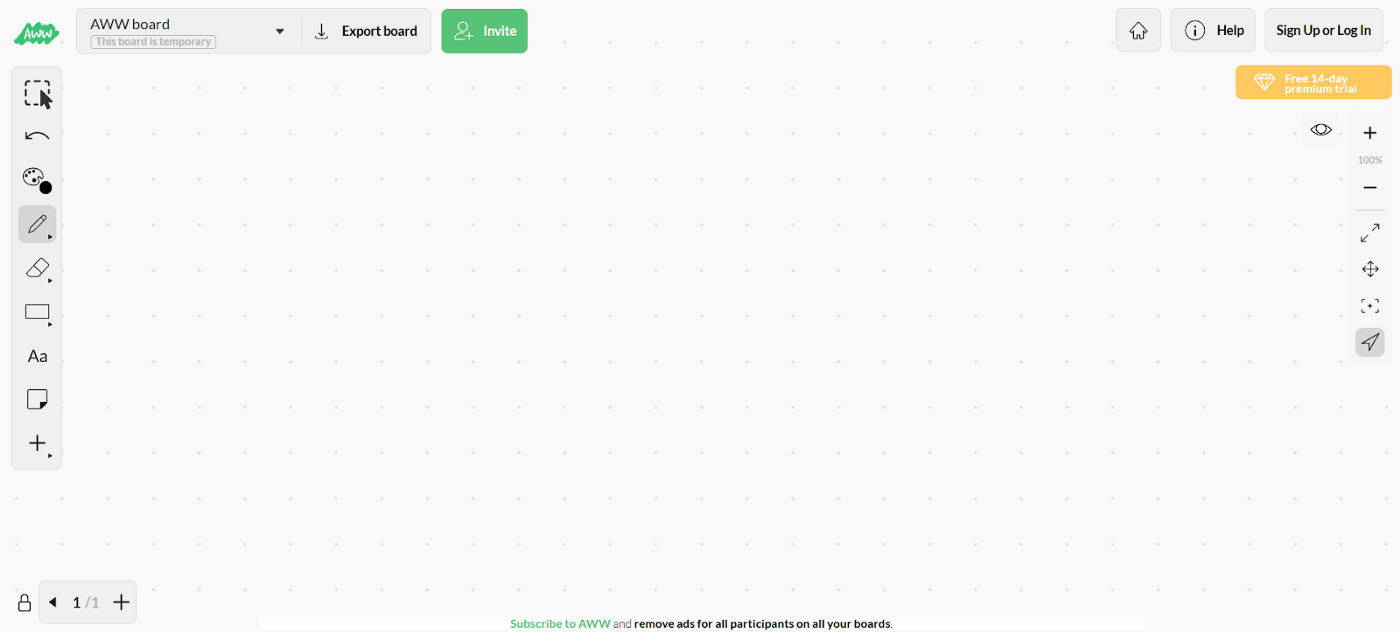 AWW
AWW board
This board is temporary
Export board
Invite
Help
Sign Up or Log In
Free 14-day
premium trial
100%
Aa
1 /1
Subscribe to AWW and remove ads for all participants on all your boards.